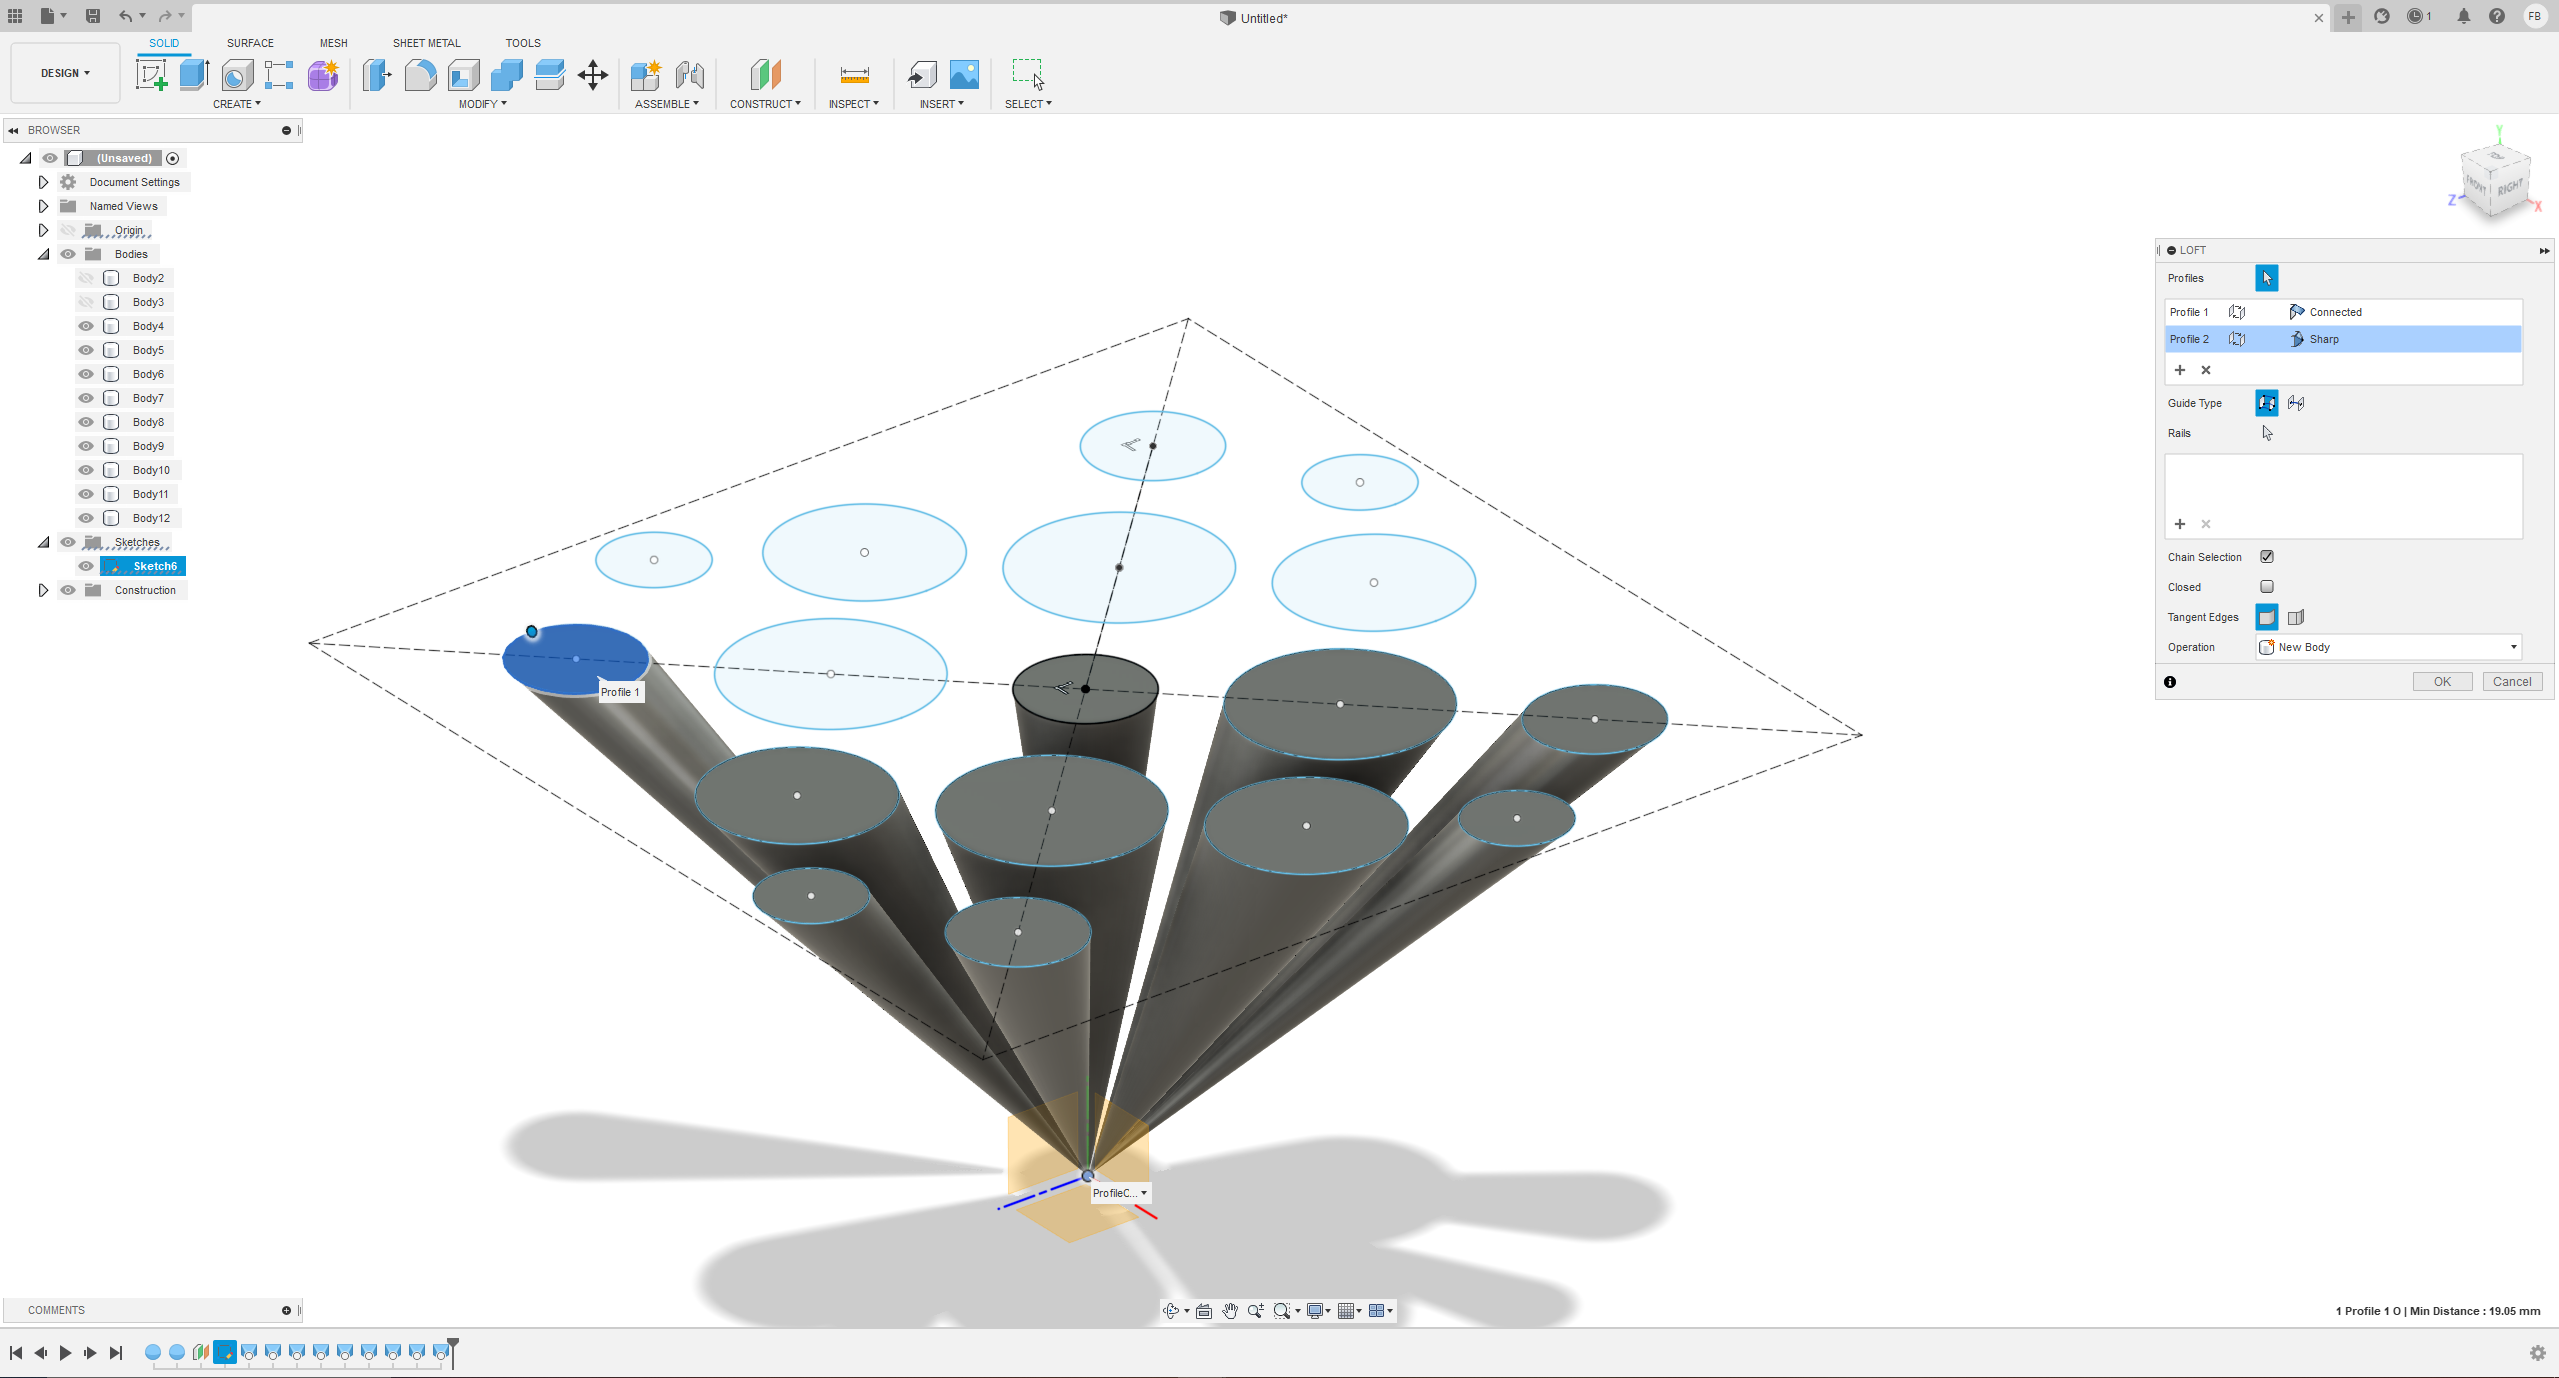 Untitled*
1
FB
DESIGN
SOLID
SURFACE
MESH
SHEET METAL
TOOLS
CREATE
MODIFY
ASSEMBLE
CONSTRUCT
INSPECT
INSERT
SELECT
BROWSER
(Unsaved)
Document Settings
Named Views
Origin
Bodies
Body2
Body3
Body4
Body5
Body6
Body7
Body8
Body9
Body10
Body11
Body12
Sketches
Sketch6
Construction
Y
FRONT
RIGHT
Z
X
LOFT
Profiles
Profile 1 Connected
Profile 2 Sharp
Guide Type
Rails
Chain Selection
Closed
Tangent Edges
Operation New Body
OK Cancel
Profile 1
ProfileC...
COMMENTS
1 Profile 1 O | Min Distance : 19.05 mm